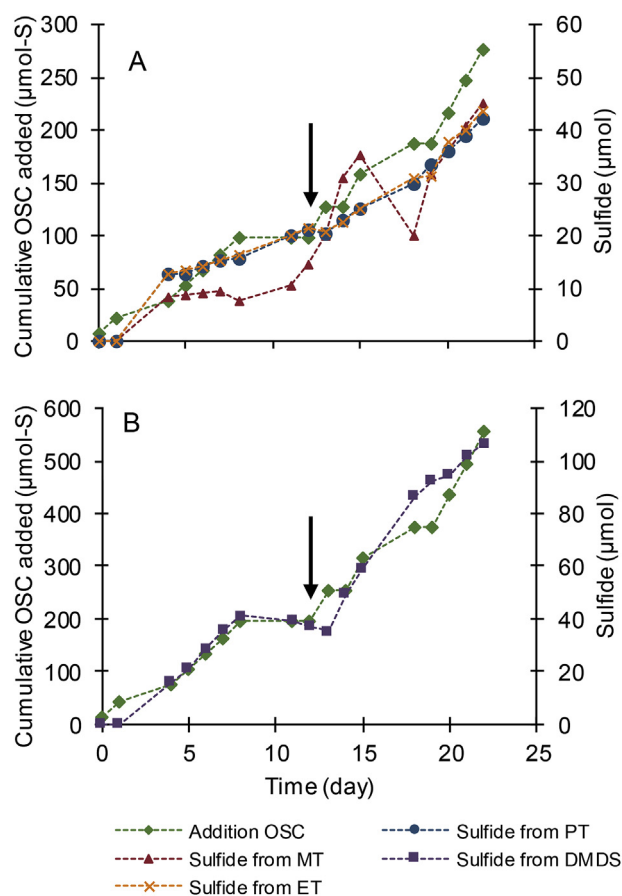 A
Cumulative OSC added (µmol-S)
300
250
200
150
100
50
0
60
50
40
30
20
10
0
Sulfide (µmol)
B
Cumulative OSC added (µmol-S)
600
500
400
300
200
100
0
120
100
80
60
40
20
0
Sulfide (µmol)
0 5 10 15 20 25
Time (day)
Addition OSC Sulfide from PT
Sulfide from MT Sulfide from DMDS
Sulfide from ET